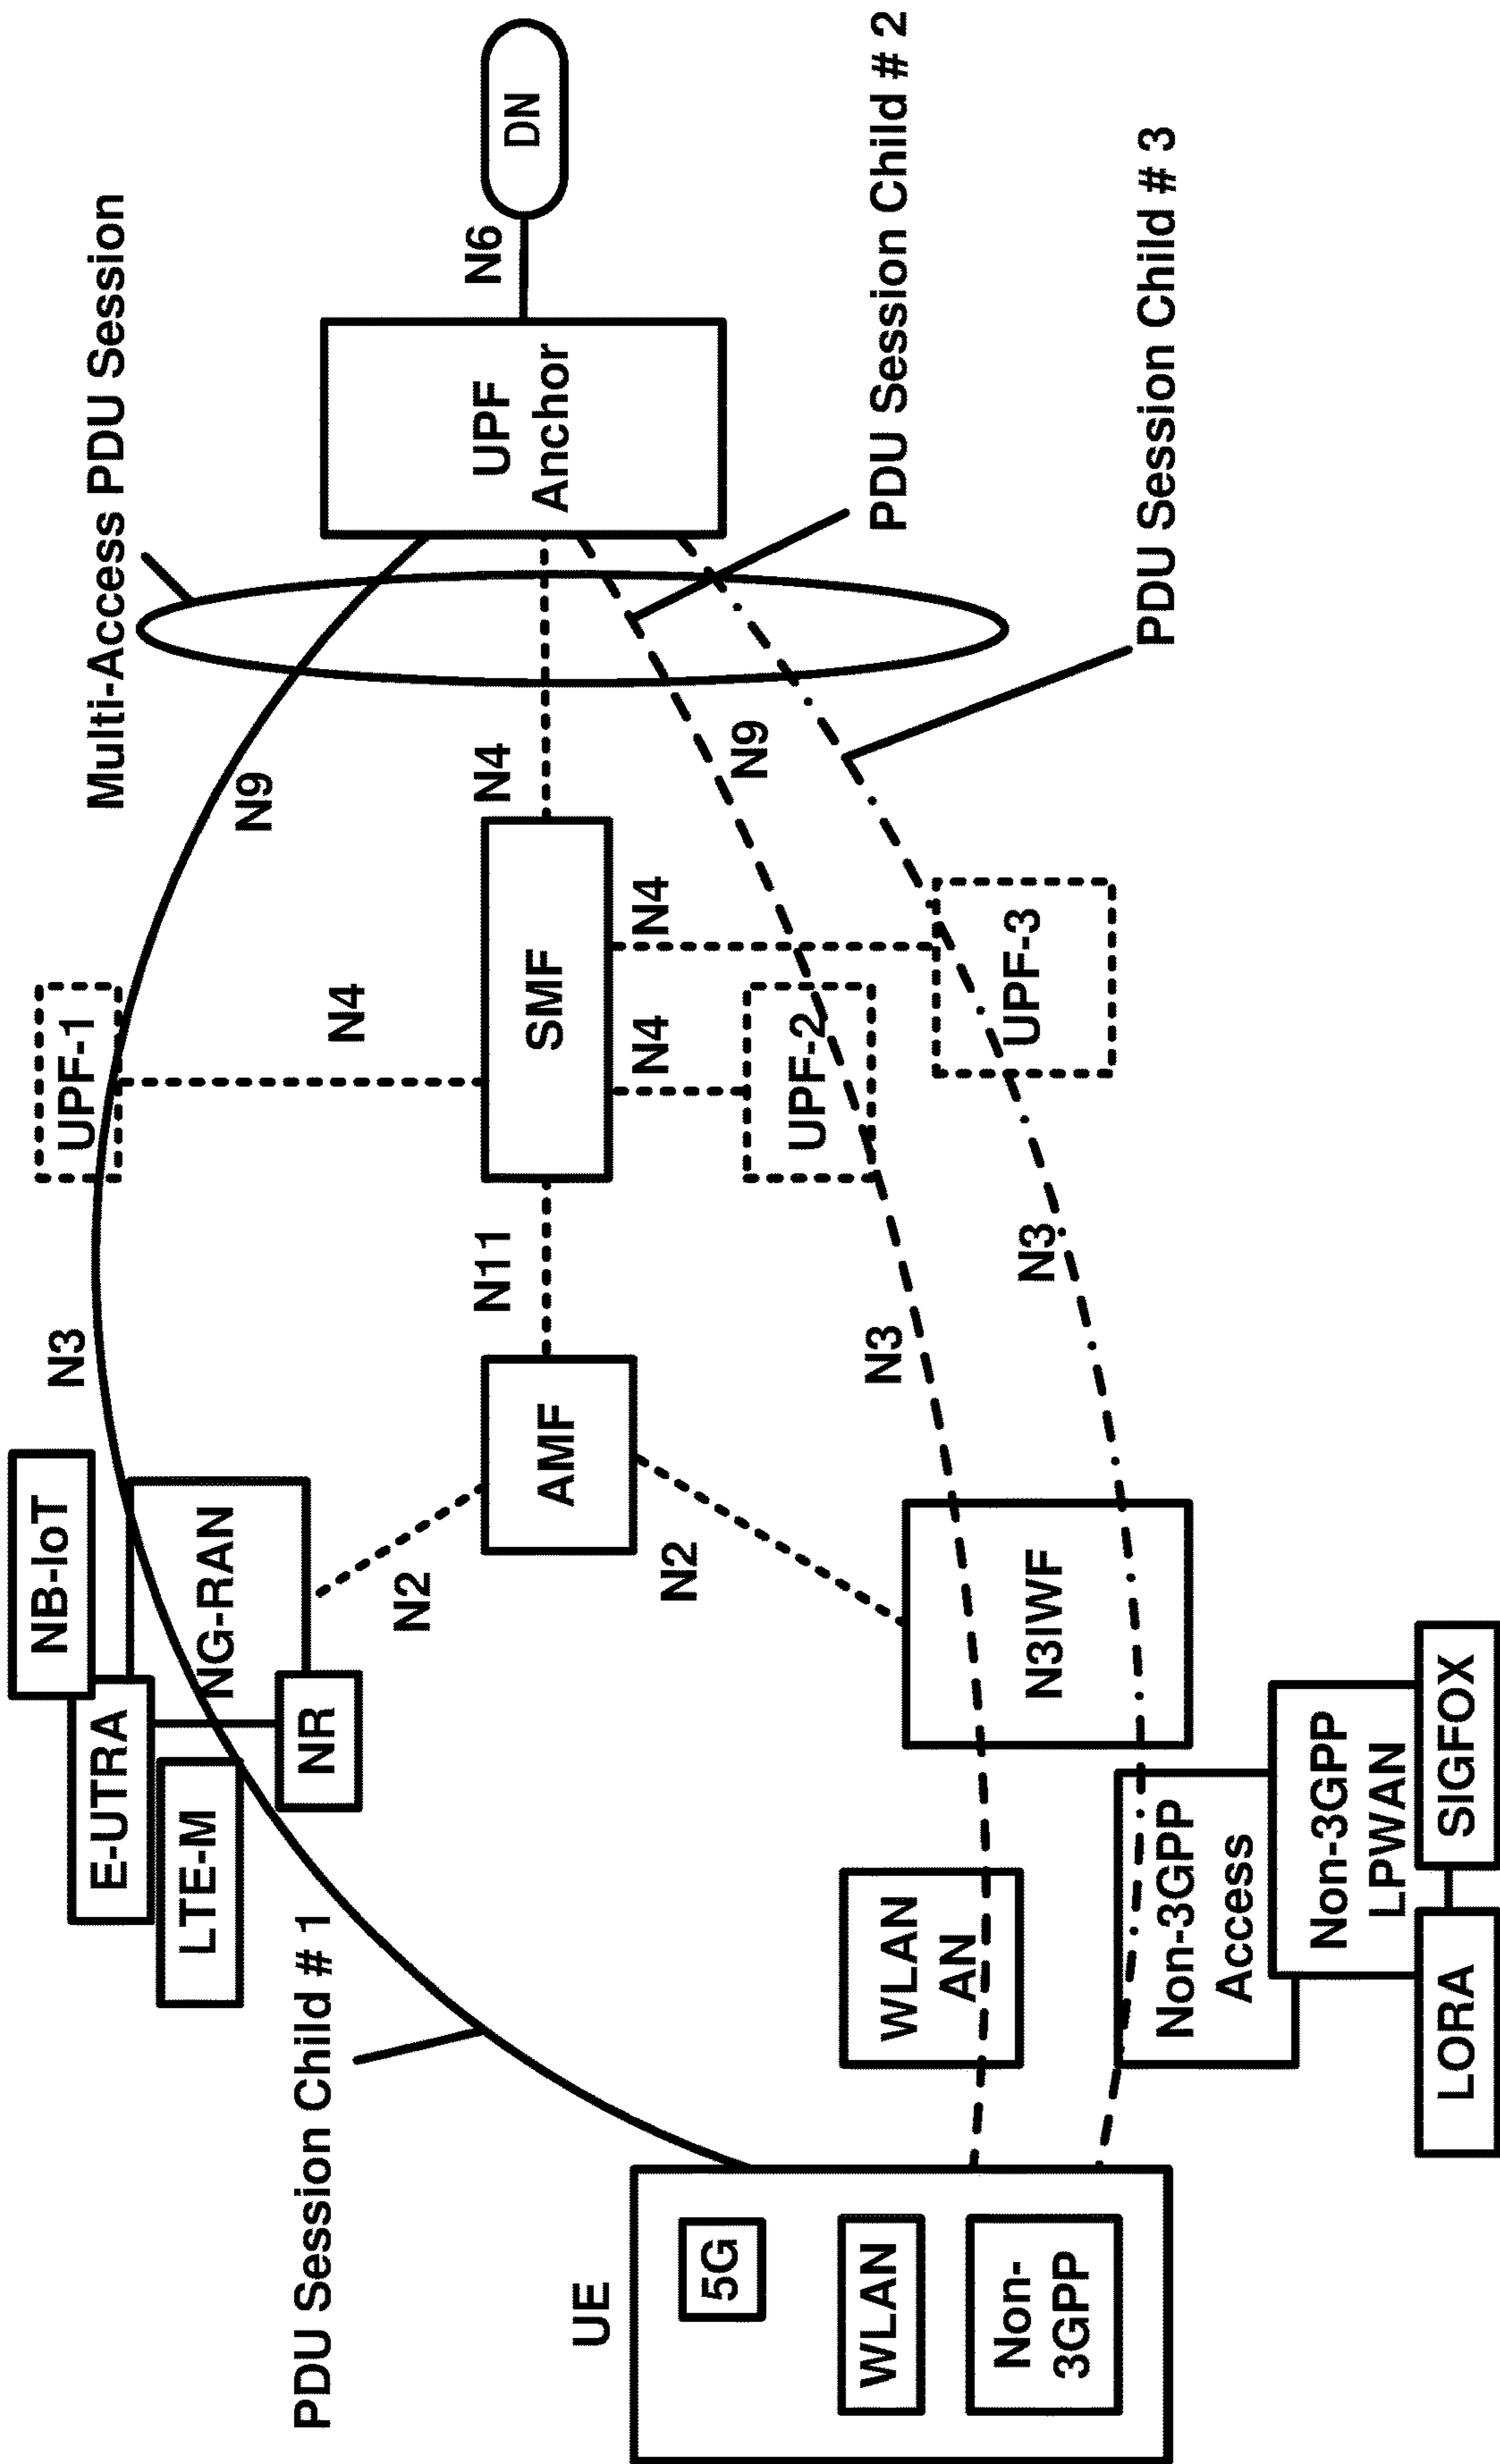 Multi-Access PDU Session
NB-IoT
N3
UPF-1
E-UTRA
NG-RAN
N9
LTE-M
NR
PDU Session Child # 1
N2
N4
AMF
N11
SMF
N4
UPF
Anchor
N6
DN
UE
5G
N2
N4
N4
WLAN
WLAN
AN
N3
UPF-2
N9
PDU Session Child # 2
Non-
3GPP
N3IWF
N3
UPF-3
Non-3GPP
Access
PDU Session Child # 3
Non-3GPP
LPWAN
LORA
SIGFOX